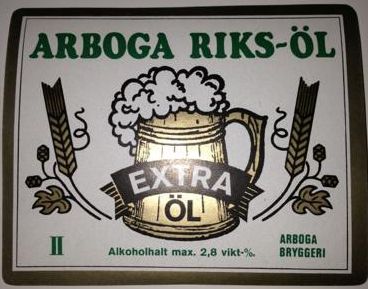 ARBOGA RIKS-ÖL
EXTRA
ÖL
II
Alkoholhalt max. 2,8 vikt-%.
ARBOGA
BRYGGERI